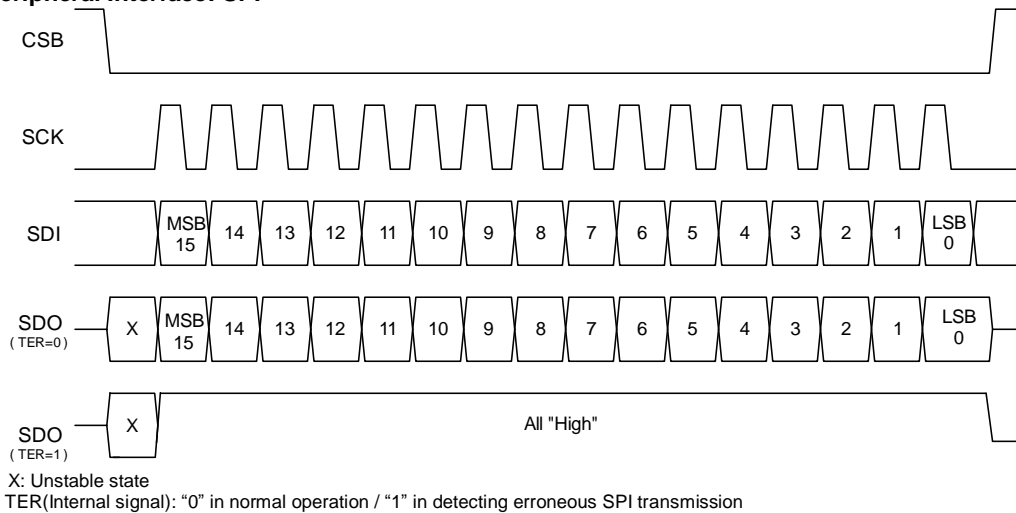 CSB
SCK
SDI MSB 15 14 13 12 11 10 9 8 7 6 5 4 3 2 1 LSB 0
SDO (TER=0) X MSB 15 14 13 12 11 10 9 8 7 6 5 4 3 2 1 LSB 0
SDO (TER=1) X All "High"
X: Unstable state
TER(Internal signal): “0” in normal operation / “1” in detecting erroneous SPI transmission